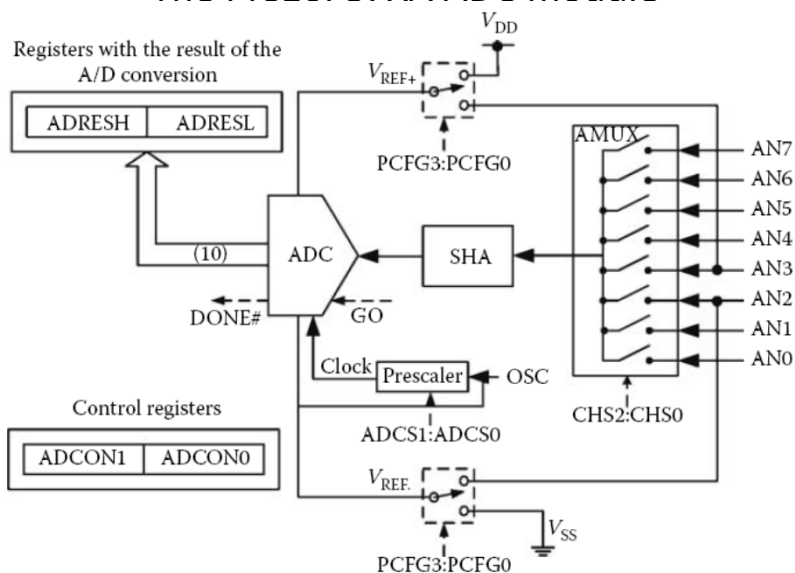 Registers with the result of the
A/D conversion
ADRESH ADRESL
V_DD
V_REF+
PCFG3:PCFG0
AMUX
AN7
AN6
AN5
AN4
AN3
AN2
AN1
AN0
(10)
ADC
SHA
DONE#
GO
Clock
Prescaler
OSC
ADCS1:ADCS0
CHS2:CHS0
Control registers
ADCON1 ADCON0
V_REF.
V_SS
PCFG3:PCFG0